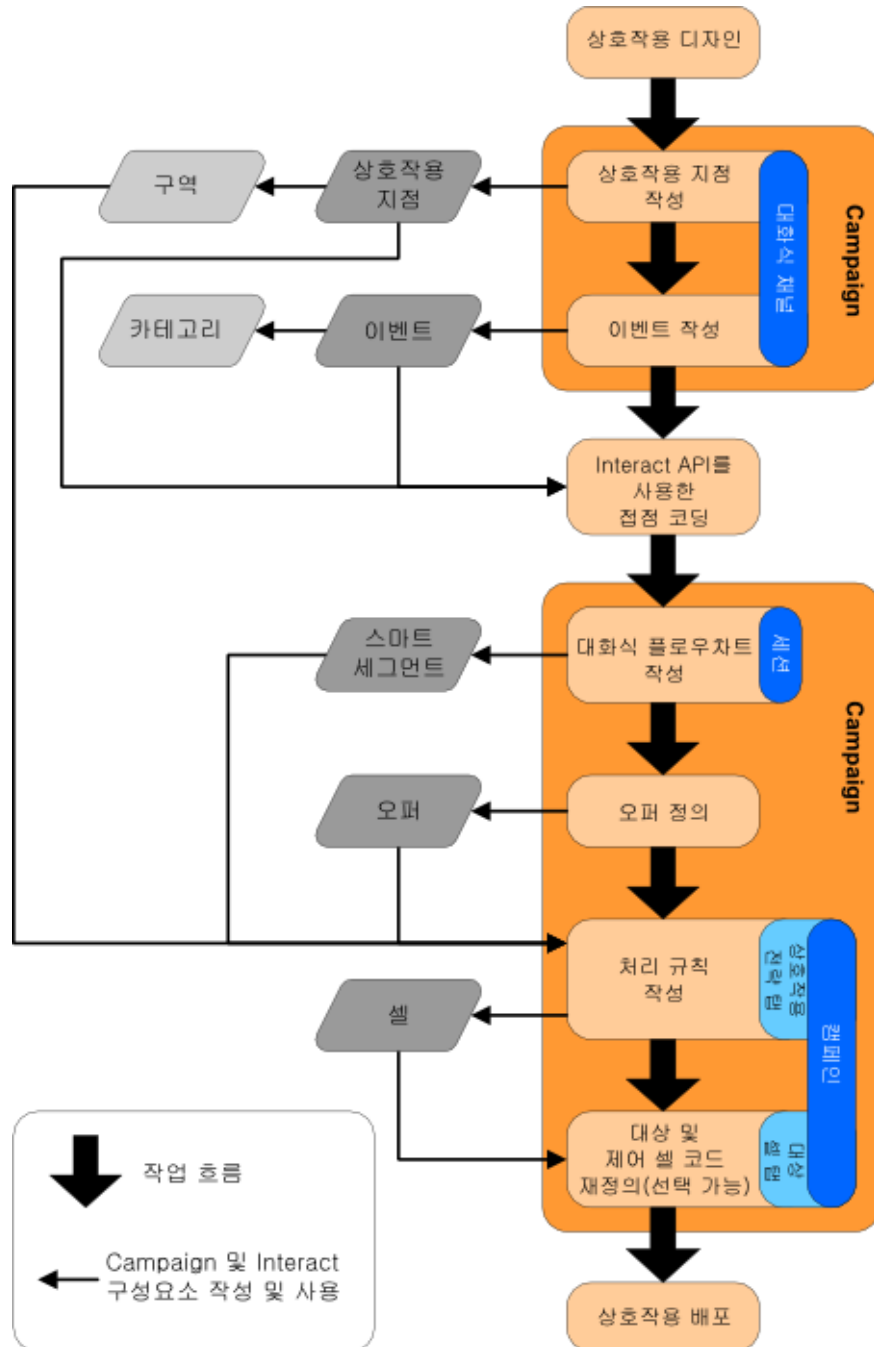 상호작용 디자인
구역
상호작용
지점
상호작용 지점
작성
대화식 채널
Campaign
카테고리
이벤트
이벤트 작성
Interact API를
사용한
접점 코딩
스마트
세그먼트
대화식 플로우차트
작성
세션
Campaign
오퍼
오퍼 정의
처리 규칙
작성
상호작용
전략 탭
캠페인
셀
대상 및
제어 셀 코드
재정의(선택 가능)
대상
셀 탭
작업 흐름
Campaign 및 Interact
구성요소 작성 및 사용
상호작용 배포